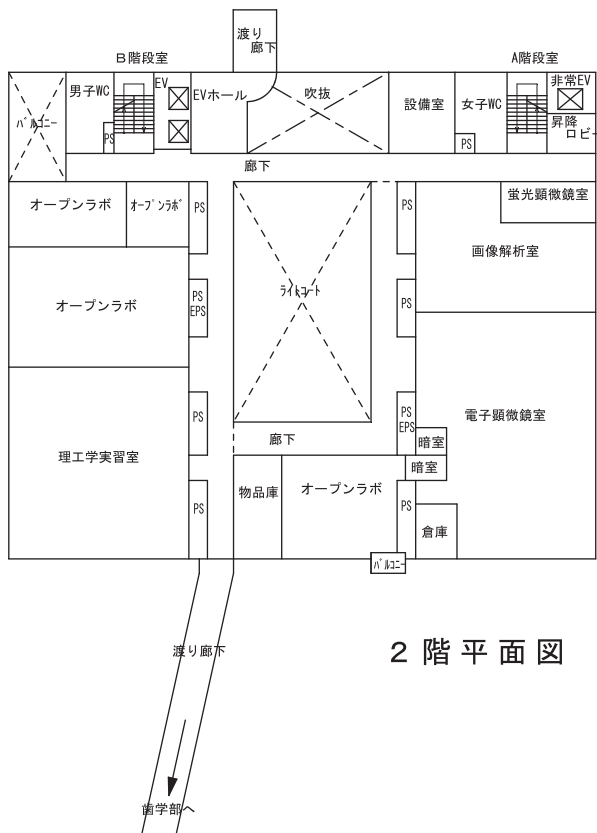 渡り
廊下
B階段室
A階段室
男子WC
EV
EVホール
吹抜
設備室
女子WC
非常EV
昇降
ロビー
バルコニー
PS
PS
廊下
オープンラボ
オープンラボ
PS
PS
蛍光顕微鏡室
画像解析室
ライトコート
オープンラボ
PS
EPS
PS
理工学実習室
PS
廊下
PS
EPS
電子顕微鏡室
暗室
暗室
物品庫
オープンラボ
PS
PS
倉庫
バルコニー
渡り廊下
2階平面図
歯学部へ